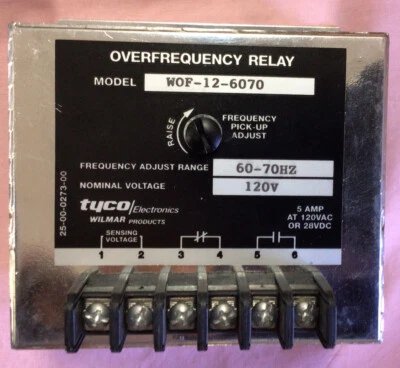 OVERFREQUENCY RELAY
MODEL WOF-12-6070
RAISE
FREQUENCY
PICK-UP
ADJUST
FREQUENCY ADJUST RANGE 60-70HZ
NOMINAL VOLTAGE 120V
25-00-0273-00
tyco/Electronics
WILMAR PRODUCTS
5 AMP
AT 120VAC
OR 28VDC
SENSING
VOLTAGE
1 2 3 4 5 6